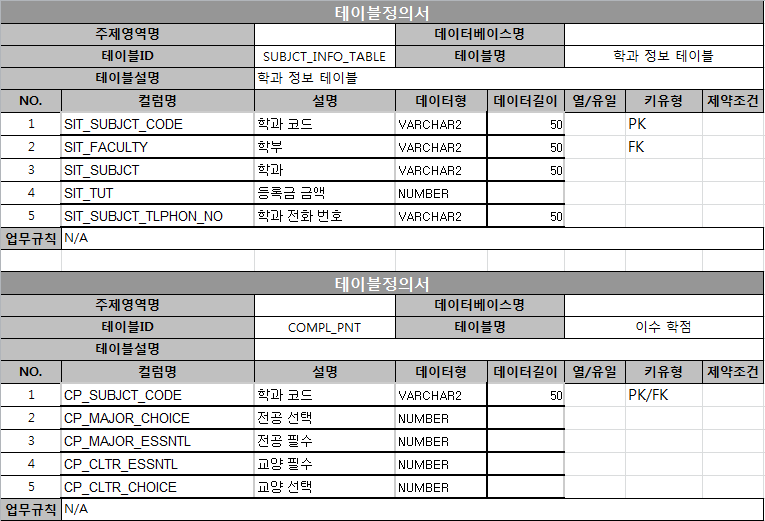 테이블정의서
주제영역명 데이터베이스명
테이블ID SUBJCT_INFO_TABLE 테이블명 학과 정보 테이블
테이블설명 학과 정보 테이블
NO. 컬럼명 설명 데이터형 데이터길이 열/유일 키유형 제약조건
1 SIT_SUBJCT_CODE 학과 코드 VARCHAR2 50 PK
2 SIT_FACULTY 학부 VARCHAR2 50 FK
3 SIT_SUBJCT 학과 VARCHAR2 50
4 SIT_TUT 등록금 금액 NUMBER
5 SIT_SUBJCT_TLPHON_NO 학과 전화 번호 VARCHAR2 50
업무규칙 N/A
테이블정의서
주제영역명 데이터베이스명
테이블ID COMPL_PNT 테이블명 이수 학점
테이블설명
NO. 컬럼명 설명 데이터형 데이터길이 열/유일 키유형 제약조건
1 CP_SUBJCT_CODE 학과 코드 VARCHAR2 50 PK/FK
2 CP_MAJOR_CHOICE 전공 선택 NUMBER
3 CP_MAJOR_ESSNTL 전공 필수 NUMBER
4 CP_CLTR_ESSNTL 교양 필수 NUMBER
5 CP_CLTR_CHOICE 교양 선택 NUMBER
업무규칙 N/A